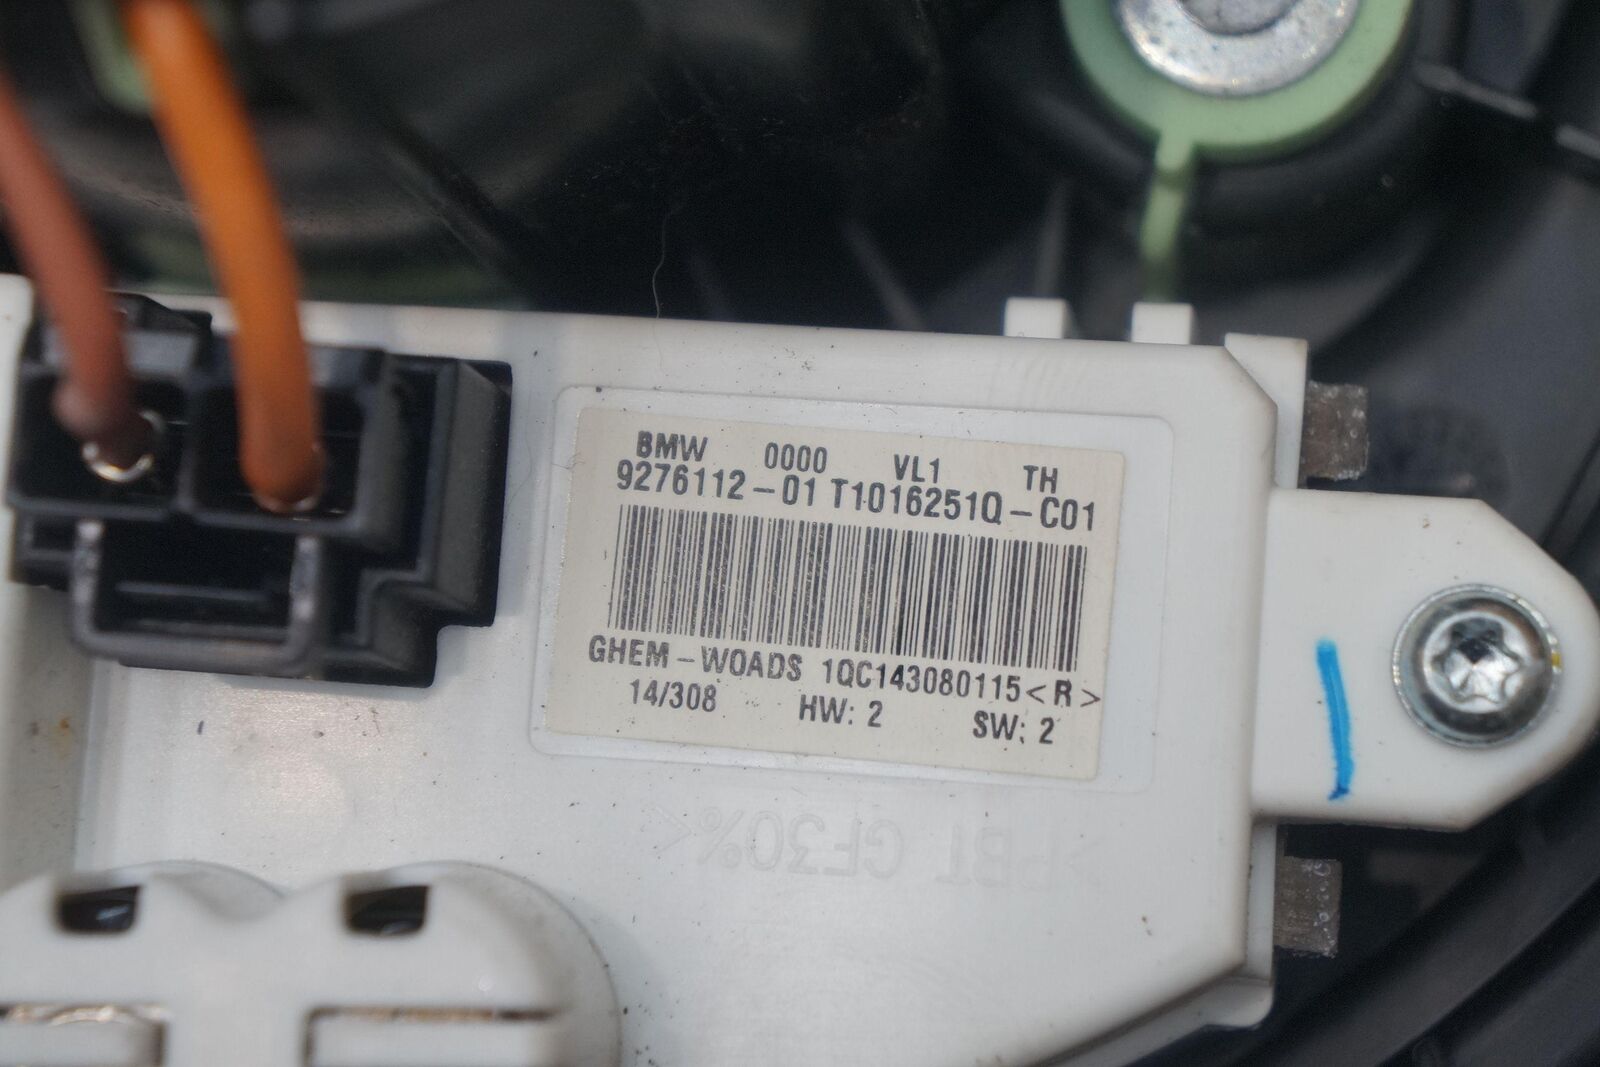 BMW 0000 VL1 TH
9276112-01 T1016251Q-C01
GHEM-WOADS 1QC143080115<R>
14/308 HW: 2 SW: 2
>PBT GF30%<